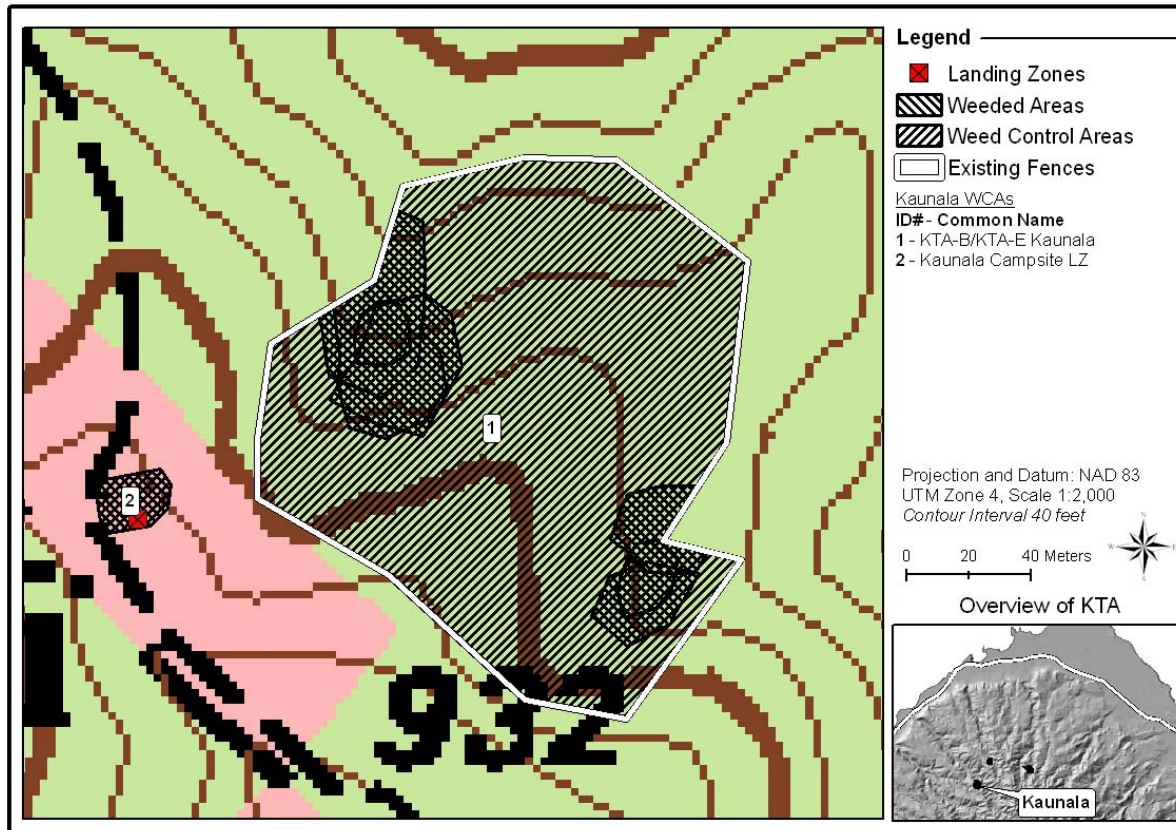 Legend
Landing Zones
Weeded Areas
Weed Control Areas
Existing Fences
Kaunala WCAs
ID#- Common Name
1 - KTA-B/KTA-E Kaunala
2 - Kaunala Campsite LZ
1
2
932
Projection and Datum: NAD 83
UTM Zone 4, Scale 1:2,000
Contour Interval 40 feet
N
W
E
S
0 20 40 Meters
Overview of KTA
Kaunala